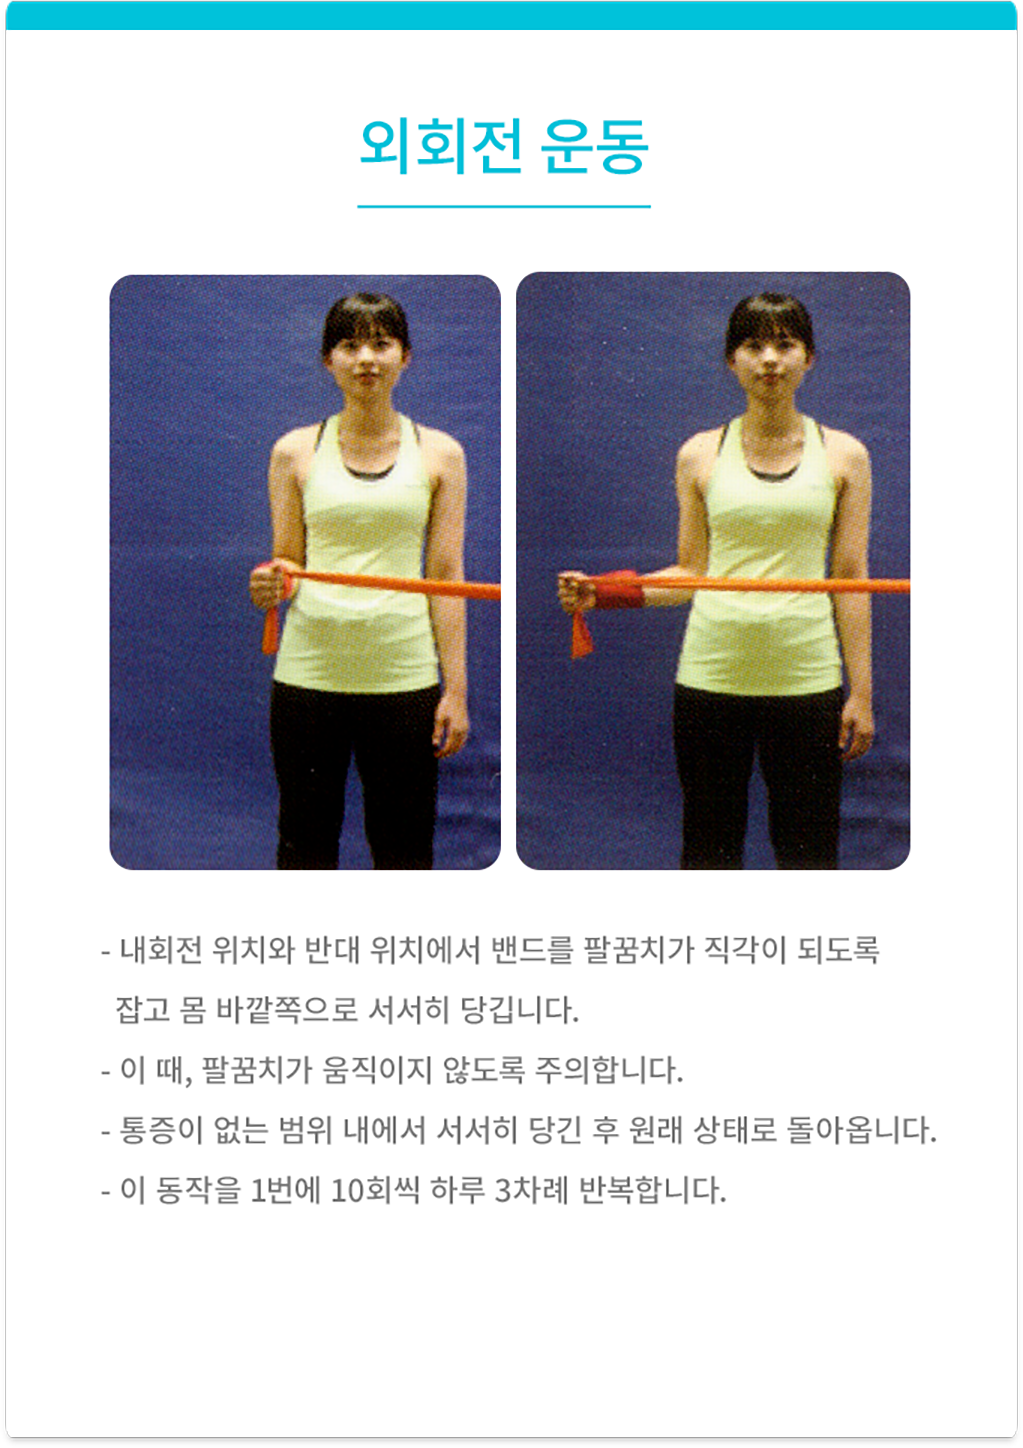 외회전 운동
- 내회전 위치와 반대 위치에서 밴드를 팔꿈치가 직각이 되도록
잡고 몸 바깥쪽으로 서서히 당깁니다.
- 이 때, 팔꿈치가 움직이지 않도록 주의합니다.
- 통증이 없는 범위 내에서 서서히 당긴 후 원래 상태로 돌아옵니다.
- 이 동작을 1번에 10회씩 하루 3차례 반복합니다.